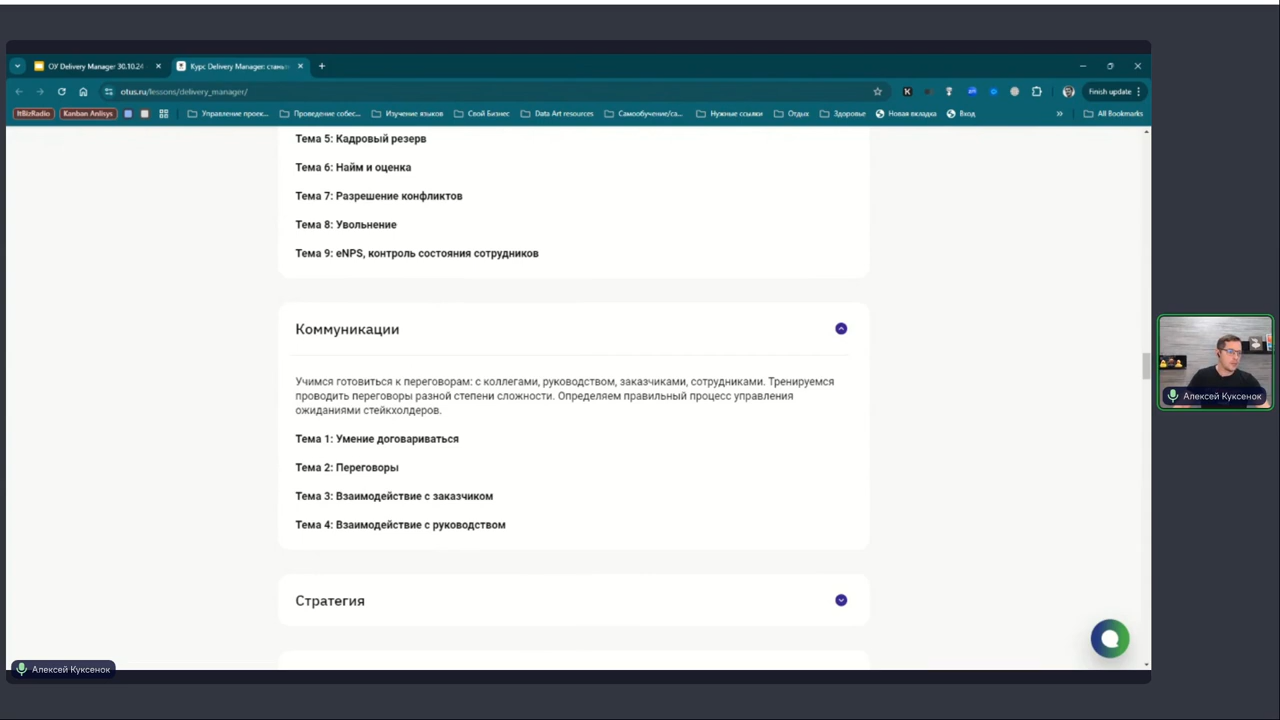 ОУ Delivery Manager 30.10.24
Курс Delivery Manager: стань
otus.ru/lessons/delivery_manager/
Finish update
ItBizRadio
Kanban Anlisys
Управление проек...
Проведение собес...
Изучение языков
Свой Бизнес
Data Art resources
Самообучение/са...
Нужные ссылки
Отдых
Здоровье
Новая вкладка
Вход
»
All Bookmarks
Тема 5: Кадровый резерв
Тема 6: Найм и оценка
Тема 7: Разрешение конфликтов
Тема 8: Увольнение
Тема 9: eNPS, контроль состояния сотрудников
Коммуникации
Учимся готовиться к переговорам: с коллегами, руководством, заказчиками, сотрудниками. Тренируемся
проводить переговоры разной степени сложности. Определяем правильный процесс управления
ожиданиями стейкхолдеров.
Тема 1: Умение договариваться
Тема 2: Переговоры
Тема 3: Взаимодействие с заказчиком
Тема 4: Взаимодействие с руководством
Стратегия
Алексей Куксенок
Алексей Куксенок